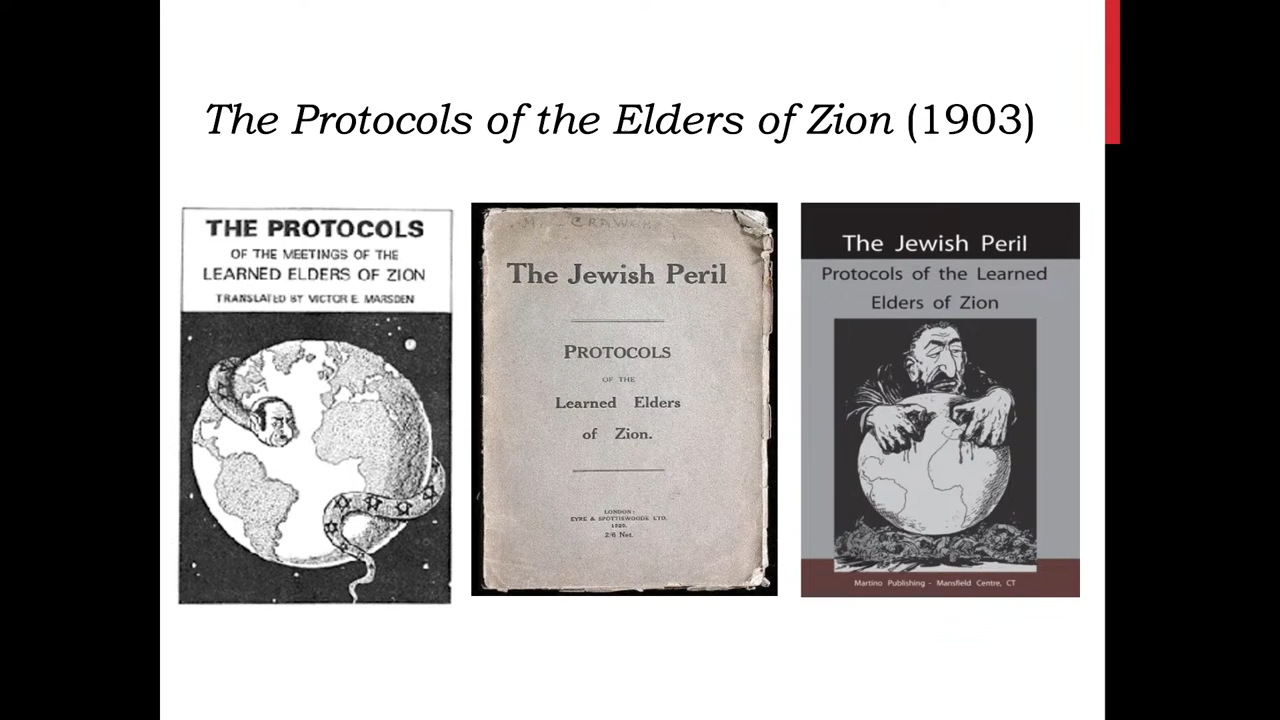 The Protocols of the Elders of Zion (1903)
THE PROTOCOLS
OF THE MEETINGS OF THE
LEARNED ELDERS OF ZION
TRANSLATED BY VICTOR E. MARSDEN
The Jewish Peril
PROTOCOLS
OF THE
Learned Elders
of Zion.
LONDON:
EYRE & SPOTTISWOODE LTD.
1920.
2/6 Net.
The Jewish Peril
Protocols of the Learned
Elders of Zion
Martino Publishing - Mansfield Centre, CT